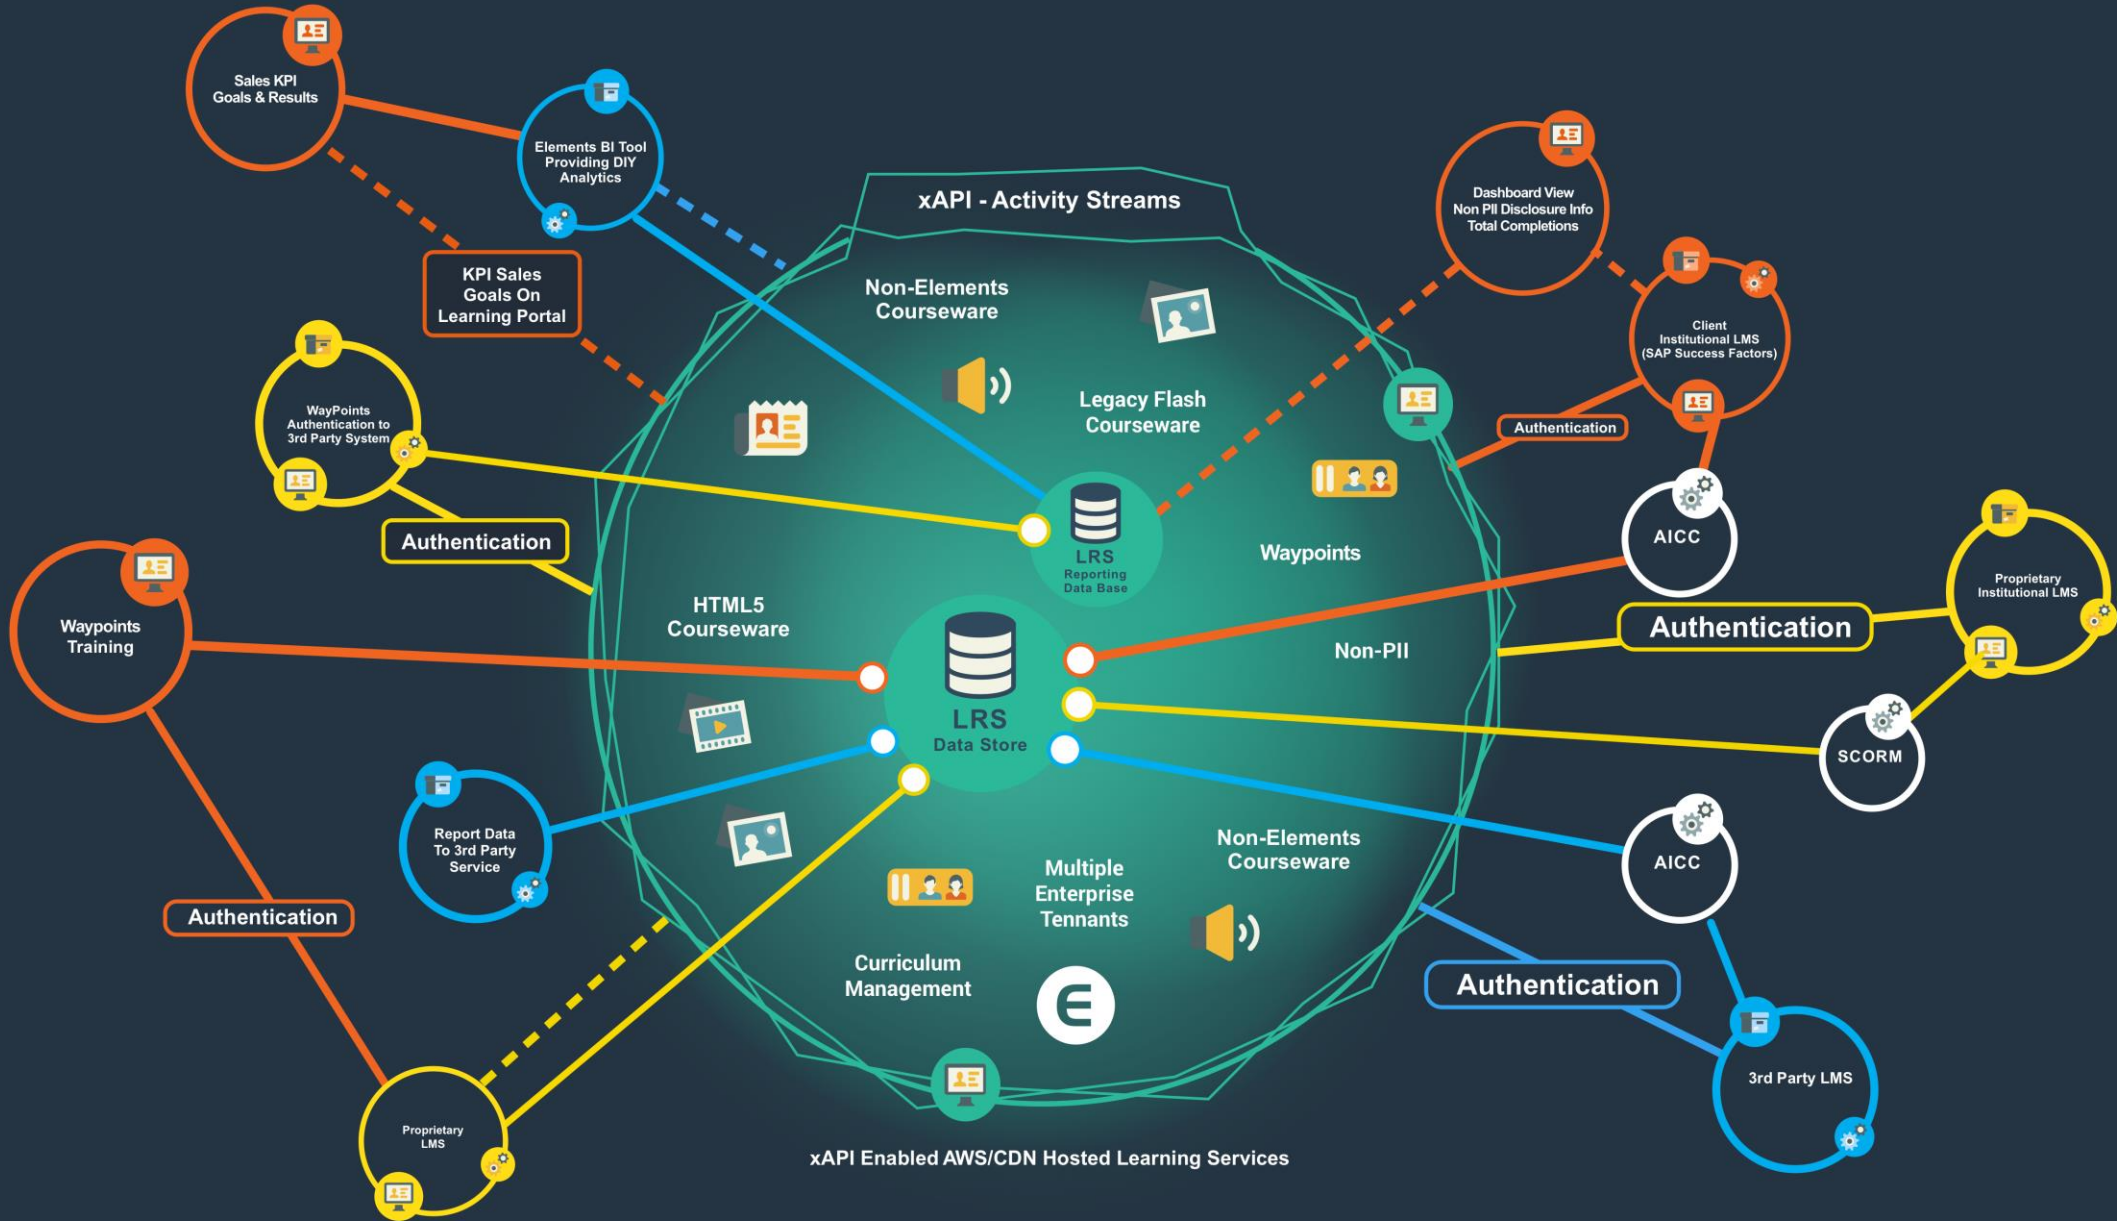 Sales KPI
Goals & Results
Elements BI Tool
Providing DIY
Analytics
xAPI - Activity Streams
Dashboard View
Non PII Disclosure Info
Total Completions
KPI Sales
Goals On
Learning Portal
Non-Elements
Courseware
Client
Institutional LMS
(SAP Success Factors)
WayPoints
Authentication to
3rd Party System
Legacy Flash
Courseware
Authentication
Authentication
AICC
LRS
Reporting
Data Base
Waypoints
Proprietary
Institutional LMS
Waypoints
Training
HTML5
Courseware
Non-PII
Authentication
LRS
Data Store
SCORM
Report Data
To 3rd Party
Service
Non-Elements
Courseware
AICC
Multiple
Enterprise
Tennants
Authentication
Curriculum
Management
Authentication
e
3rd Party LMS
Proprietary
LMS
xAPI Enabled AWS/CDN Hosted Learning Services